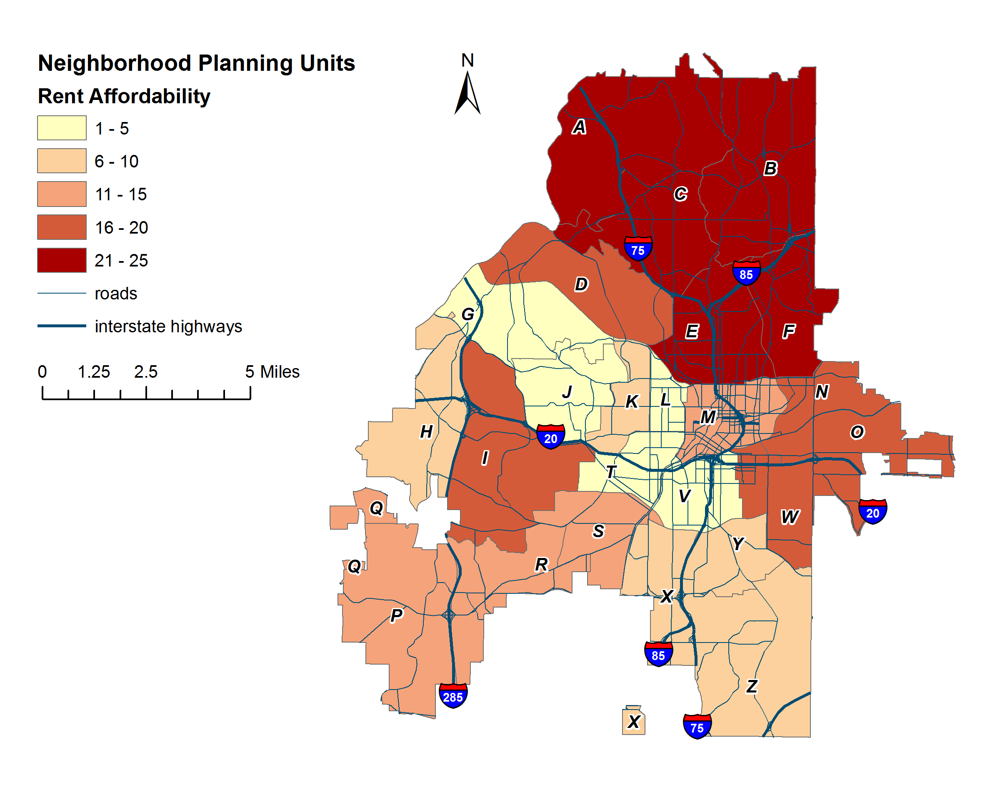 Neighborhood Planning Units
Rent Affordability
1 - 5
6 - 10
11 - 15
16 - 20
21 - 25
roads
interstate highways
0 1.25 2.5 5 Miles
N
A
B
C
75
85
D
G
E
F
J
K
L
N
M
H
20
O
I
T
V
Q
W
20
S
Y
Q
R
X
P
85
Z
285
X
75